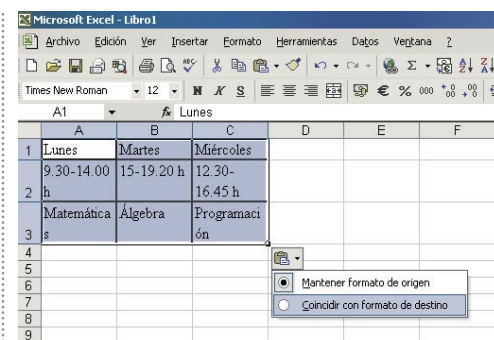 Microsoft Excel - Libro1
Archivo Edición Ver Insertar Formato Herramientas Datos Ventana ?
Times New Roman 12 N K S € % 000
A1 fx Lunes
A B C D E F
1 Lunes Martes Miércoles
9.30-14.00 15-19.20 h 12.30-
2 h 16.45 h
Matemática Álgebra Programaci
3 s ón
4
5
6 Mantener formato de origen
7 Coincidir con formato de destino
8
9